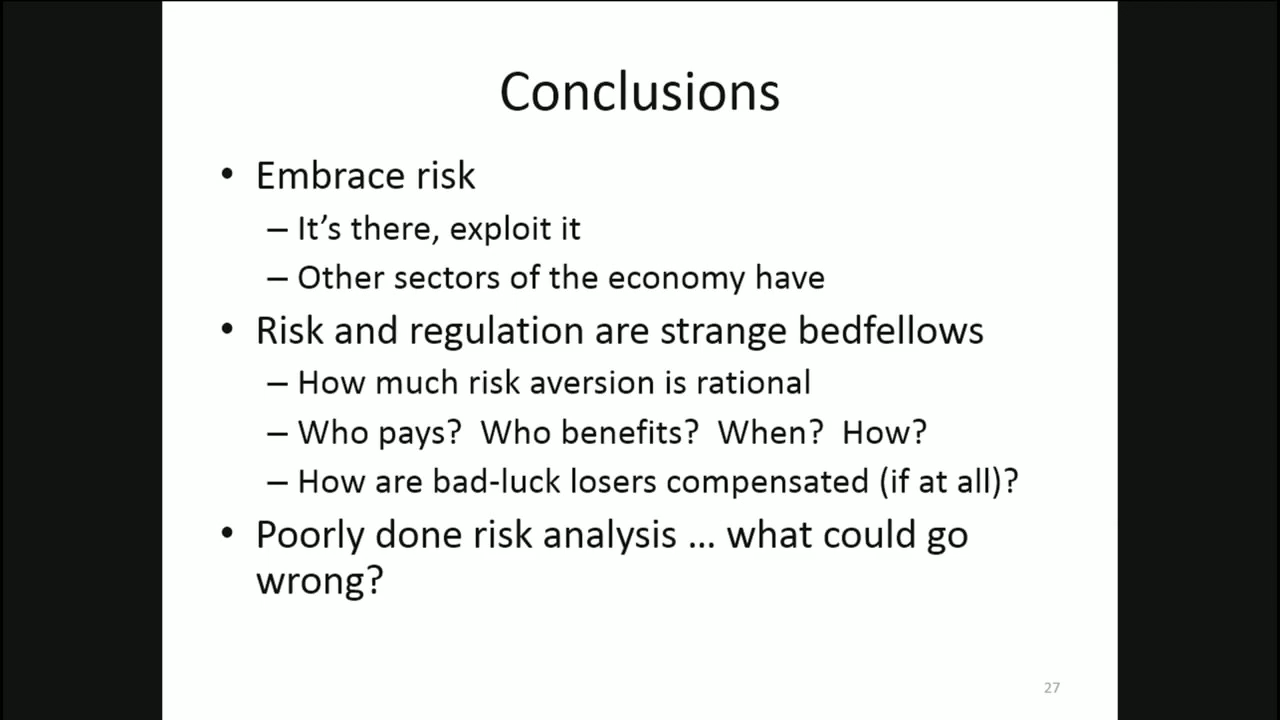 Conclusions
• Embrace risk
– It’s there, exploit it
– Other sectors of the economy have
• Risk and regulation are strange bedfellows
– How much risk aversion is rational
– Who pays?  Who benefits?  When?  How?
– How are bad-luck losers compensated (if at all)?
• Poorly done risk analysis … what could go
wrong?
27